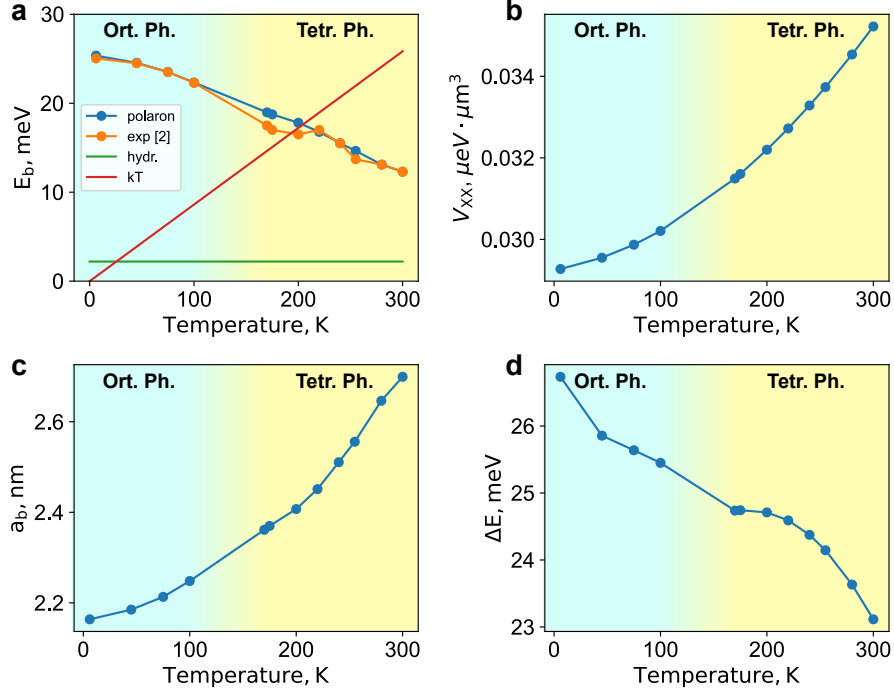 a
Ort. Ph.
Tetr. Ph.
30
20
10
0
E_b, meV
polaron
exp [2]
hydr.
kT
0
100
200
300
Temperature, K
b
Ort. Ph.
Tetr. Ph.
0.034
0.032
0.030
V_XX, μeV · μm³
0
100
200
300
Temperature, K
c
Ort. Ph.
Tetr. Ph.
2.6
2.4
2.2
a_b, nm
0
100
200
300
Temperature, K
d
Ort. Ph.
Tetr. Ph.
26
25
24
23
ΔE, meV
0
100
200
300
Temperature, K